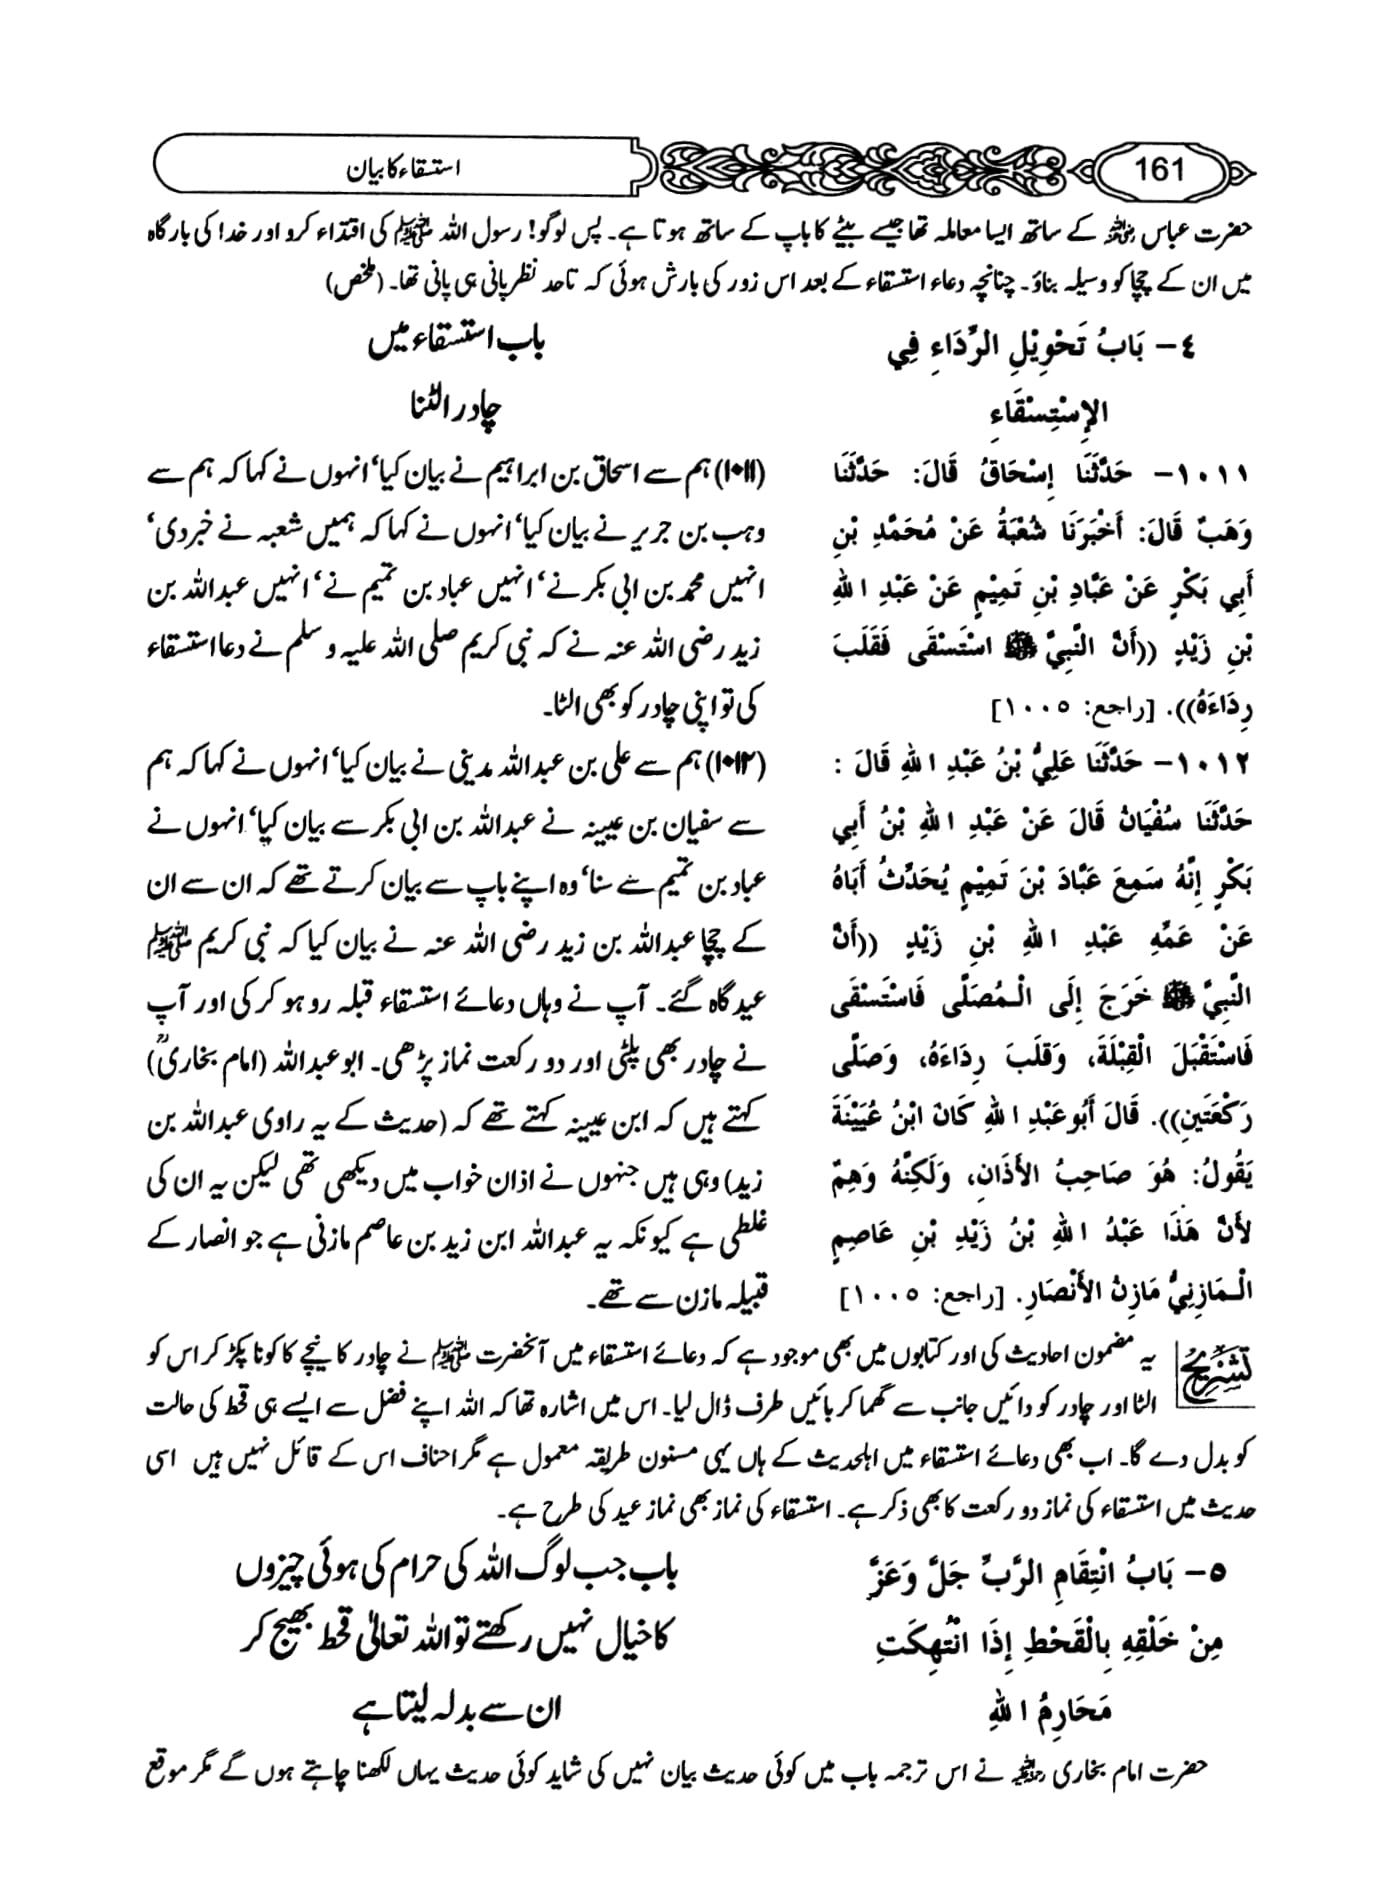 161
استسقاء کا بیان
حضرت عباس رضی اللہ عنہ کے ساتھ ایسا معاملہ تھا جیسے بیٹے کا باپ کے ساتھ ہوتا ہے۔ پس لوگو! رسول اللہ ﷺ کی اقتداء کرو اور خدا کی بارگاہ
میں ان کے چچا کو وسیلہ بناؤ۔ چنانچہ دعاء استسقاء کے بعد اس زور کی بارش ہوئی کہ تاحد نظر پانی ہی پانی تھا۔ (ملخص)
٤- بَابُ تَحْوِيْلِ الرِّدَاءِ فِي
الإِسْتِسْقَاءِ
باب استسقاء میں
چادر الٹنا
١٠١١- حَدَّثَنَا إِسْحَاقُ قَالَ: حَدَّثَنَا
وَهَبٌ قَالَ: أَخْبَرَنَا شُعْبَةُ عَنْ مُحَمَّدِ بْنِ
أَبِي بَكْرٍ عَنْ عَبَّادِ بْنِ تَمِيْمٍ عَنْ عَبْدِ اللهِ
بْنِ زَيْدٍ ((أَنَّ النَّبِيَّ ﷺ اسْتَسْقَى فَقَلَبَ
رِدَاءَهُ)). [راجع: ١٠٠٥]
(۱۰۱۱) ہم سے اسحاق بن ابراہیم نے بیان کیا‘ انہوں نے کہا کہ ہم سے
وہب بن جریر نے بیان کیا‘ انہوں نے کہا کہ ہمیں شعبہ نے خبر دی‘
انہیں محمد بن ابی بکر نے‘ انہیں عباد بن تمیم نے‘ انہیں عبداللہ بن
زید رضی اللہ عنہ نے کہ نبی کریم صلی اللہ علیہ و سلم نے دعا استسقاء
کی تو اپنی چادر کو بھی الٹا۔
١٠١٢- حَدَّثَنَا عَلِيُّ بْنُ عَبْدِ اللهِ قَالَ :
حَدَّثَنَا سُفْيَانُ قَالَ عَنْ عَبْدِ اللهِ بْنُ أَبِي
بَكْرٍ إِنَّهُ سَمِعَ عَبَّادَ بْنَ تَمِيْمٍ يُحَدِّثُ أَبَاهُ
عَنْ عَمِّهِ عَبْدِ اللهِ بْنِ زَيْدٍ ((أَنَّ
النَّبِيَّ ﷺ خَرَجَ إِلَى الْمُصَلَّى فَاسْتَسْقَى
فَاسْتَقْبَلَ الْقِبْلَةَ، وَقَلَبَ رِدَاءَهُ، وَصَلَّى
رَكْعَتَينِ)). قَالَ أَبُوعَبْدِ اللهِ كَانَ ابْنُ عُيَيْنَةَ
يَقُولُ: هُوَ صَاحِبُ الأَذَانِ، وَلَكِنَّهُ وَهِمٌ
لأَنَّ هَذَا عَبْدُ اللهِ بْنُ زَيْدِ بْنِ عَاصِمٍ
الْمَازِنِيُّ مَازِنُ الأَنْصَارِ. [راجع: ١٠٠٥]
(۱۰۱۲) ہم سے علی بن عبداللہ مدینی نے بیان کیا‘ انہوں نے کہا کہ ہم
سے سفیان بن عیینہ نے عبداللہ بن ابی بکر سے بیان کیا‘ انہوں نے
عباد بن تمیم سے سنا‘ وہ اپنے باپ سے بیان کرتے تھے کہ ان سے ان
کے چچا عبداللہ بن زید رضی اللہ عنہ نے بیان کیا کہ نبی کریم ﷺ
عیدگاہ گئے۔ آپ نے وہاں دعائے استسقاء قبلہ رو ہو کر کی اور آپ
نے چادر بھی پلٹی اور دو رکعت نماز پڑھی۔ ابو عبداللہ (امام بخاریؒ)
کہتے ہیں کہ ابن عیینہ کہتے تھے کہ (حدیث کے یہ راوی عبداللہ بن
زید) وہی ہیں جنہوں نے اذان خواب میں دیکھی تھی لیکن یہ ان کی
غلطی ہے کیونکہ یہ عبداللہ ابن زید بن عاصم مازنی ہے جو انصار کے
قبیلہ مازن سے تھے۔
تشریح
یہ مضمون احادیث کی اور کتابوں میں بھی موجود ہے کہ دعائے استسقاء میں آنحضرت ﷺ نے چادر کا نیچے کا کونا پکڑ کر اس کو
الٹا اور چادر کو دائیں جانب سے گھما کر بائیں طرف ڈال لیا۔ اس میں اشارہ تھا کہ اللہ اپنے فضل سے ایسے ہی قحط کی حالت
کو بدل دے گا۔ اب بھی دعائے استسقاء میں اہلحدیث کے ہاں یہی مسنون طریقہ معمول ہے مگر احناف اس کے قائل نہیں ہیں اسی
حدیث میں استسقاء کی نماز دو رکعت کا بھی ذکر ہے۔ استسقاء کی نماز بھی نماز عید کی طرح ہے۔
٥- بَابُ انْتِقَامِ الرَّبِّ جَلَّ وَعَزَّ
مِنْ خَلْقِهِ بِالْقَحْطِ إِذَا انْتُهِكَتِ
مَحَارِمُ اللهِ
باب جب لوگ اللہ کی حرام کی ہوئی چیزوں
کا خیال نہیں رکھتے تو اللہ تعالیٰ قحط بھیج کر
ان سے بدلہ لیتا ہے
حضرت امام بخاری رحمۃ اللہ علیہ نے اس ترجمہ باب میں کوئی حدیث بیان نہیں کی شاید کوئی حدیث یہاں لکھنا چاہتے ہوں گے مگر موقع